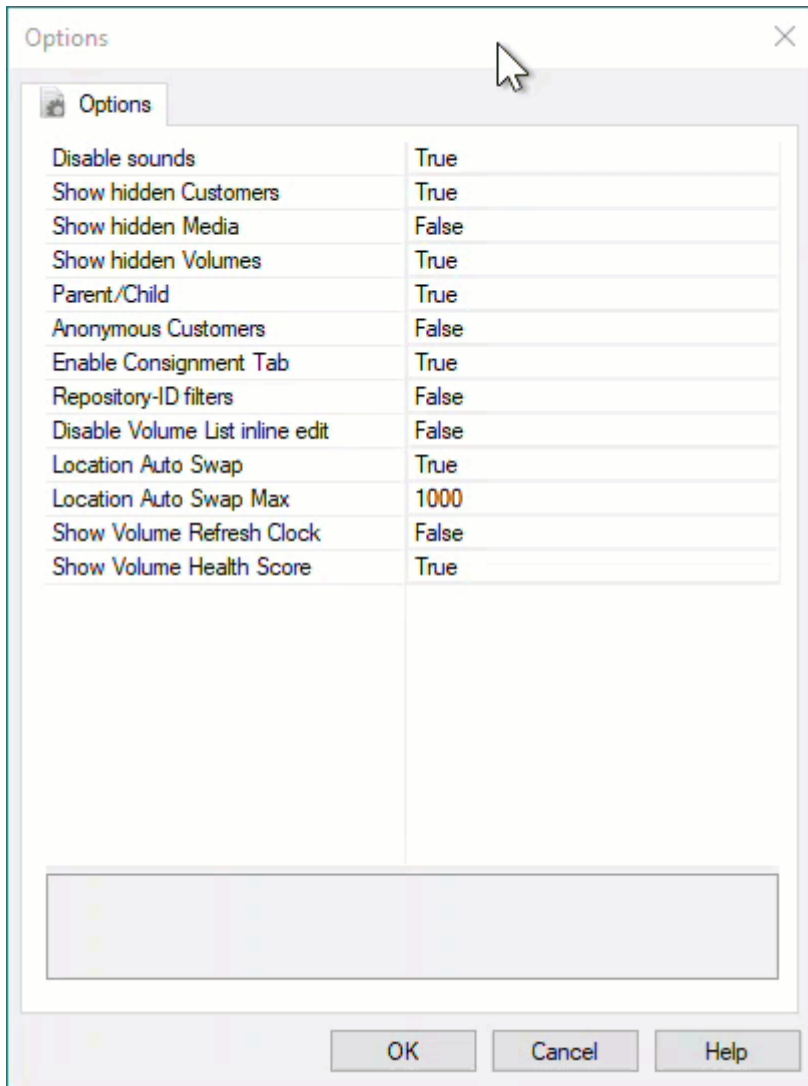 Options
Options
Disable sounds True
Show hidden Customers True
Show hidden Media False
Show hidden Volumes True
Parent/Child True
Anonymous Customers False
Enable Consignment Tab True
Repository-ID filters False
Disable Volume List inline edit False
Location Auto Swap True
Location Auto Swap Max 1000
Show Volume Refresh Clock False
Show Volume Health Score True
OK Cancel Help